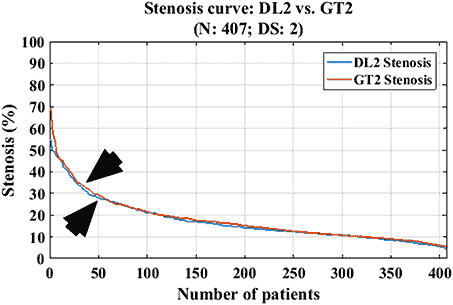 Stenosis curve: DL2 vs. GT2
(N: 407; DS: 2)
DL2 Stenosis
GT2 Stenosis
Stenosis (%)
100
90
80
70
60
50
40
30
20
10
0
0 50 100 150 200 250 300 350 400
Number of patients